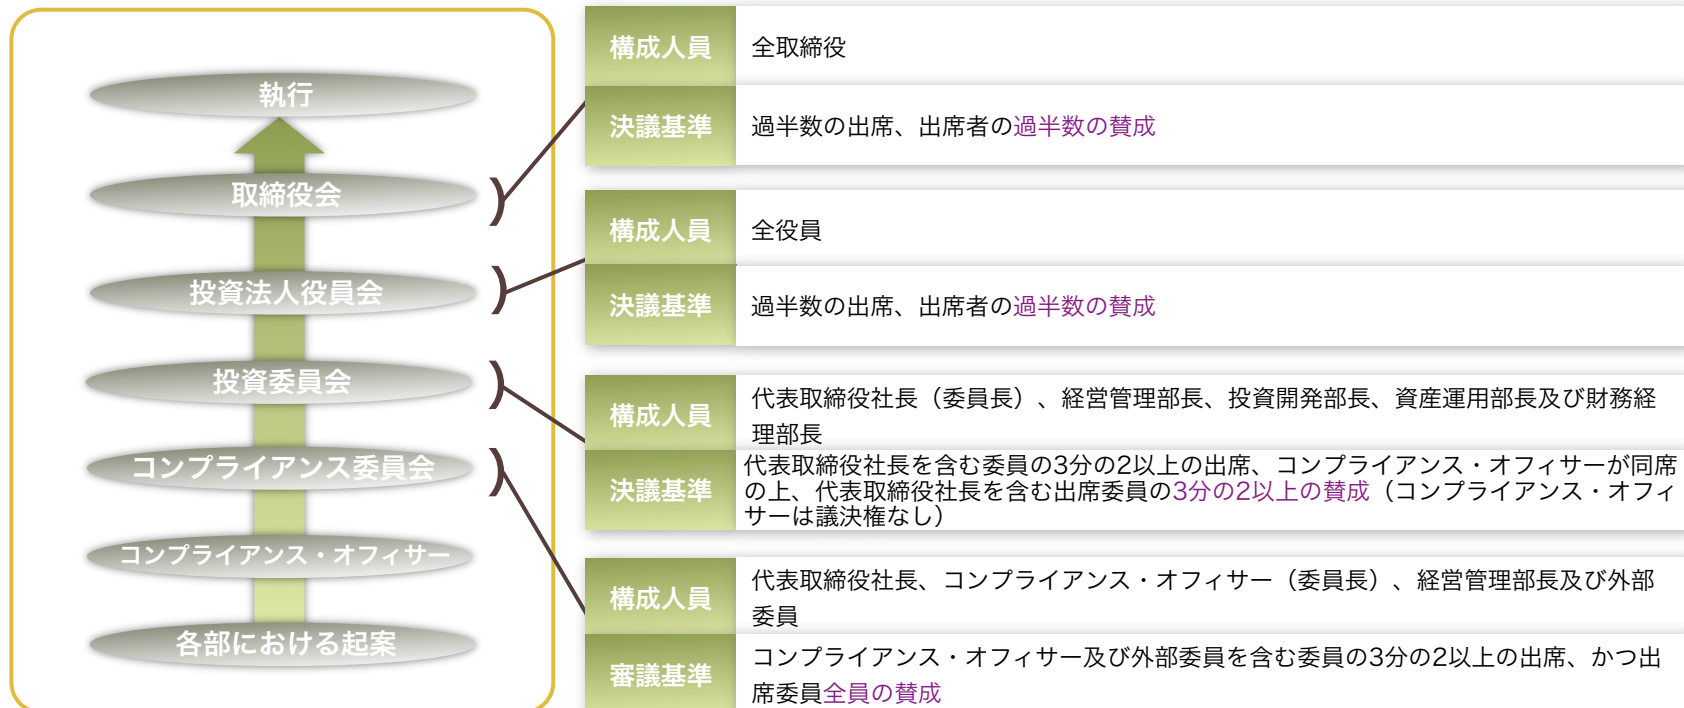 執行
取締役会
投資法人役員会
投資委員会
コンプライアンス委員会
コンプライアンス・オフィサー
各部における起案
構成人員
全取締役
決議基準
過半数の出席、出席者の過半数の賛成
構成人員
全役員
決議基準
過半数の出席、出席者の過半数の賛成
構成人員
代表取締役社長（委員長）、経営管理部長、投資開発部長、資産運用部長及び財務経
理部長
決議基準
代表取締役社長を含む委員の3分の2以上の出席、コンプライアンス・オフィサーが同席
の上、代表取締役社長を含む出席委員の3分の2以上の賛成（コンプライアンス・オフィ
サーは議決権なし）
構成人員
代表取締役社長、コンプライアンス・オフィサー（委員長）、経営管理部長及び外部
委員
審議基準
コンプライアンス・オフィサー及び外部委員を含む委員の3分の2以上の出席、かつ出
席委員全員の賛成